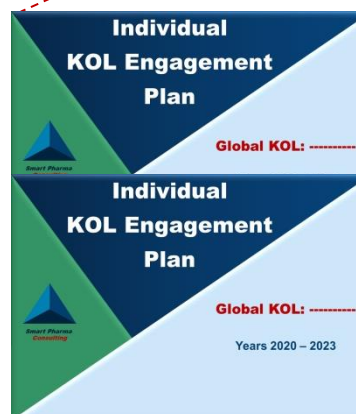 Individual
KOL Engagement
Plan
Global KOL: ----------
Smart Pharma
Individual
KOL Engagement
Plan
Global KOL: ----------
Smart Pharma
Consulting
Years 2020 – 2023